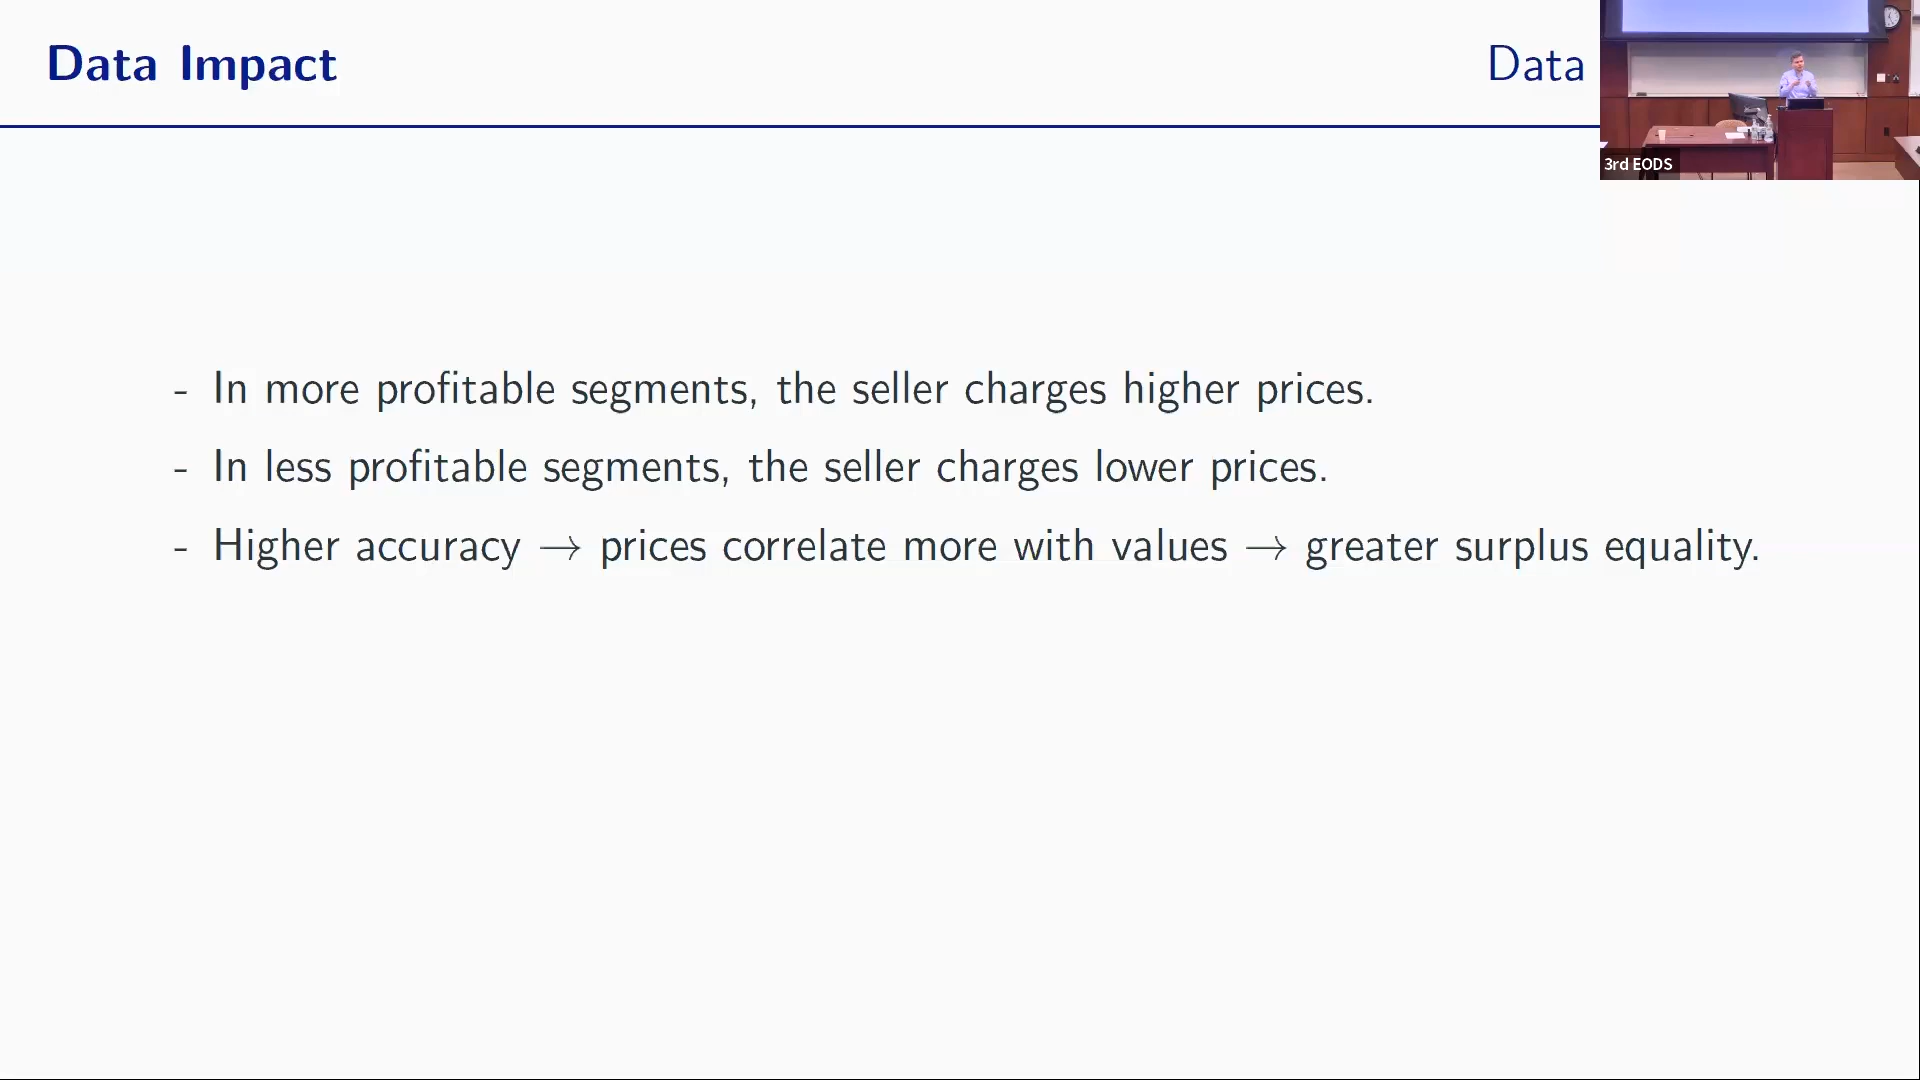 Data Impact
Data
3rd EODS
- In more profitable segments, the seller charges higher prices.
- In less profitable segments, the seller charges lower prices.
- Higher accuracy → prices correlate more with values → greater surplus equality.